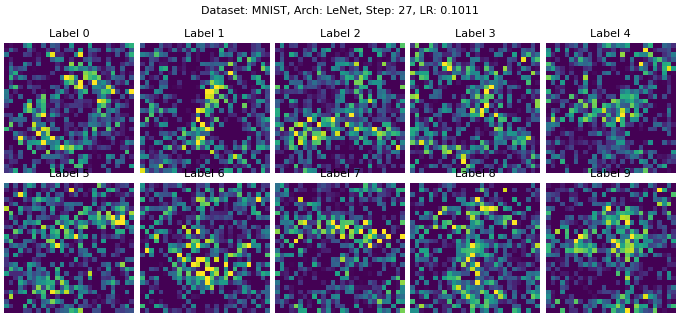 Dataset: MNIST, Arch: LeNet, Step: 27, LR: 0.1011
Label 0 Label 1 Label 2 Label 3 Label 4
Label 5 Label 6 Label 7 Label 8 Label 9